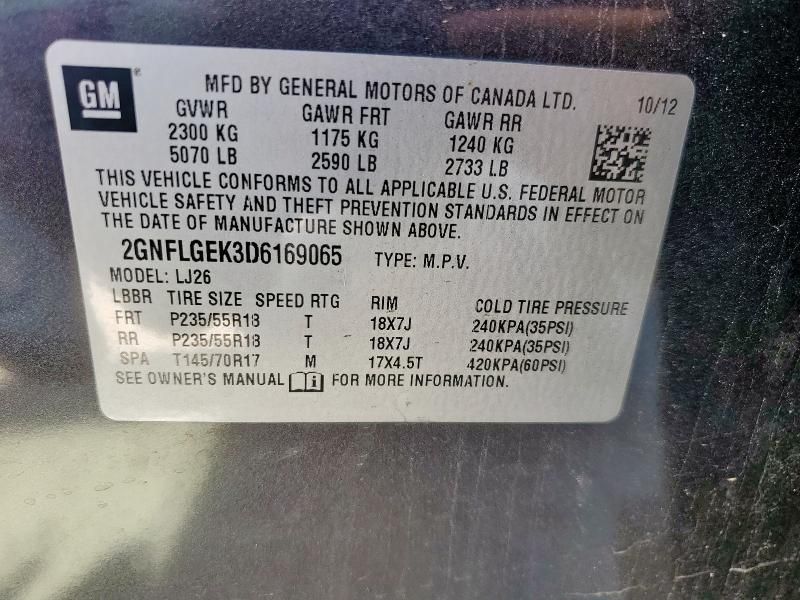 GM
MFD BY GENERAL MOTORS OF CANADA LTD. 10/12
GVWR GAWR FRT GAWR RR
2300 KG 1175 KG 1240 KG
5070 LB 2590 LB 2733 LB
THIS VEHICLE CONFORMS TO ALL APPLICABLE U.S. FEDERAL MOTOR
VEHICLE SAFETY AND THEFT PREVENTION STANDARDS IN EFFECT ON
THE DATE OF MANUFACTURE SHOWN ABOVE.
2GNFLGEK3D6169065 TYPE: M.P.V.
MODEL: LJ26
LBBR TIRE SIZE SPEED RTG RIM COLD TIRE PRESSURE
FRT P235/55R18 T 18X7J 240KPA(35PSI)
RR P235/55R18 T 18X7J 240KPA(35PSI)
SPA T145/70R17 M 17X4.5T 420KPA(60PSI)
SEE OWNER'S MANUAL i FOR MORE INFORMATION.